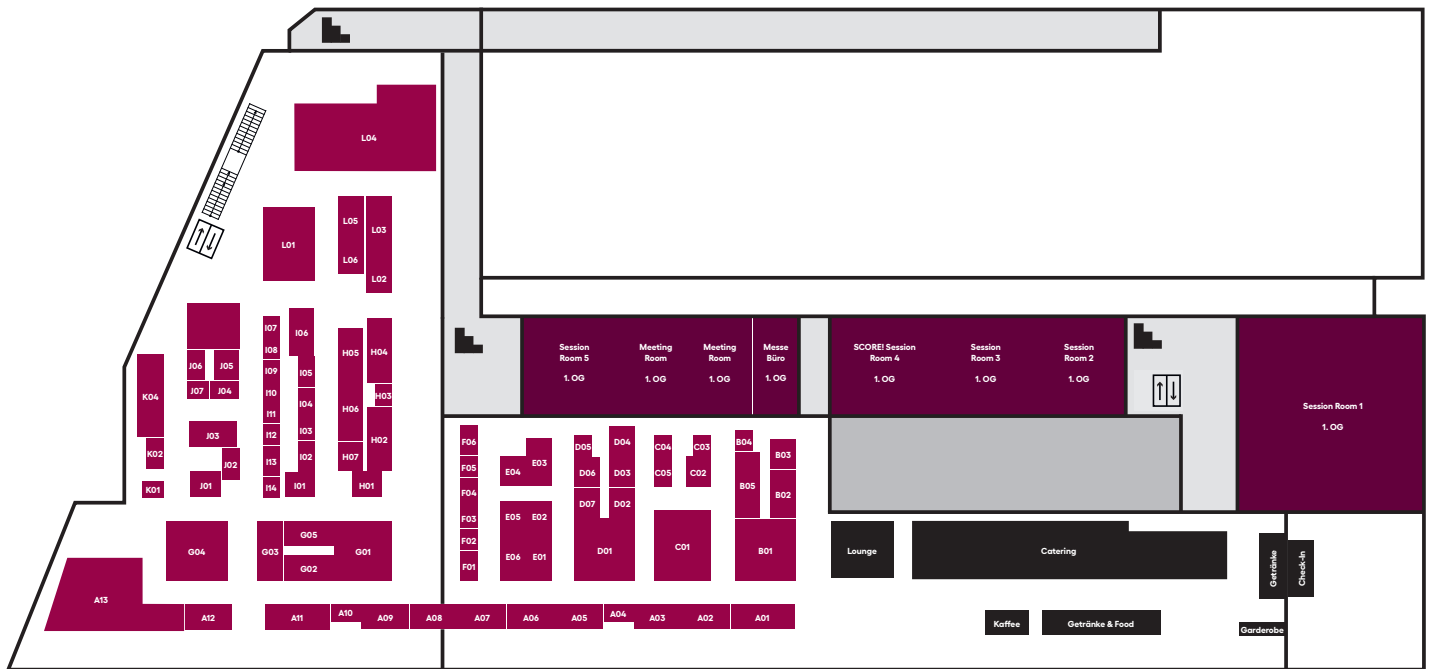 L04
L05
L03
L01
L06
L02
I07
I06
I08
H05
H04
J06
J05
I09
I05
J07
J04
I10
H03
K04
I04
H06
I11
J03
I12
I03
H02
K02
J02
I13
I02
H07
K01
J01
I14
I01
H01
G05
G04
G03
G01
G02
A13
A12
A11
A10
A09
A08
A07
A06
A05
A04
A03
A02
A01
F06
F05
F04
F03
F02
F01
E03
E04
E05
E02
E06
E01
D05
D04
D06
D03
D07
D02
D01
C04
C03
C05
C02
C01
B04
B03
B05
B02
B01
Session
Room 5
1. OG
Meeting
Room
1. OG
Meeting
Room
1. OG
Messe
Büro
1. OG
SCORE! Session
Room 4
1. OG
Session
Room 3
1. OG
Session
Room 2
1. OG
Session Room 1
1. OG
Lounge
Catering
Getränke
Check-In
Kaffee
Getränke & Food
Garderobe